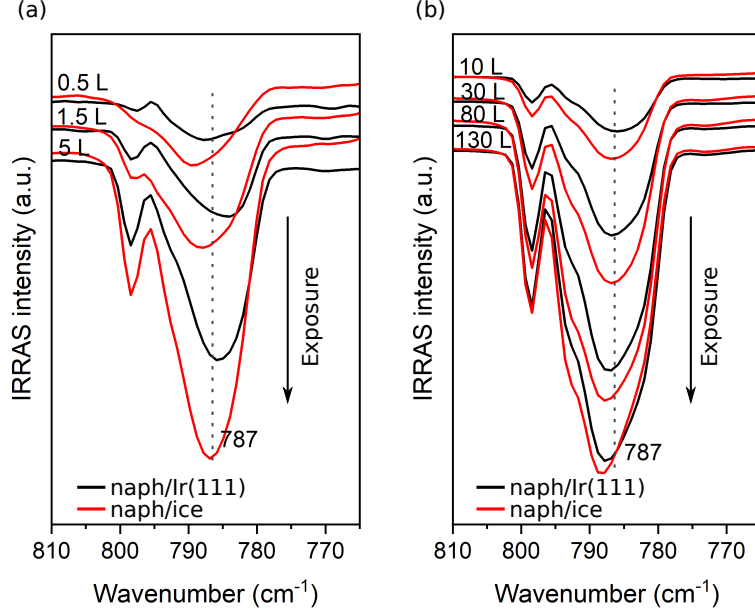 (a)
0.5 L
1.5 L
5 L
IRRAS intensity (a.u.)
Exposure
787
naph/Ir(111)
naph/ice
810 800 790 780 770
Wavenumber (cm⁻¹)
(b)
10 L
30 L
80 L
130 L
IRRAS intensity (a.u.)
Exposure
787
naph/Ir(111)
naph/ice
810 800 790 780 770
Wavenumber (cm⁻¹)